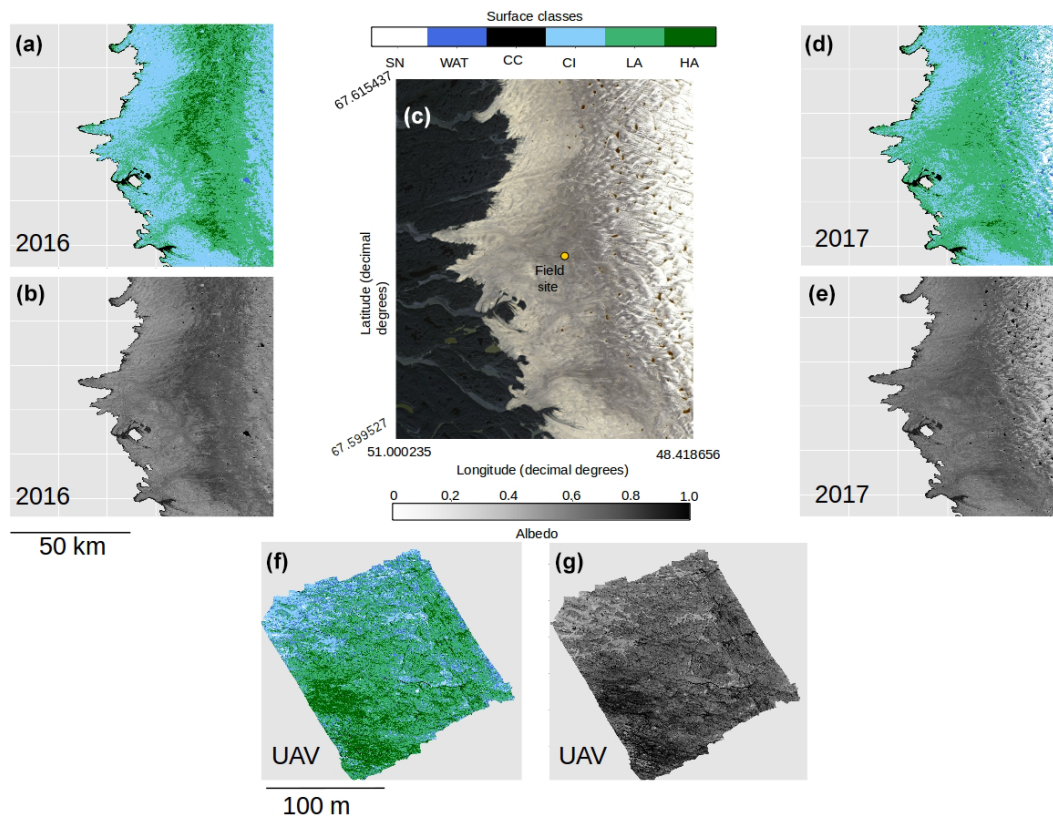 Surface classes
SN WAT CC CI LA HA
(a)
2016
(b)
2016
50 km
67.615437
(c)
Field
site
Latitude (decimal
degrees)
67.599527
51.000235
48.418656
Longitude (decimal degrees)
0 0,2 0.4 0,6 0.8 1.0
Albedo
(d)
2017
(e)
2017
(f)
UAV
100 m
(g)
UAV